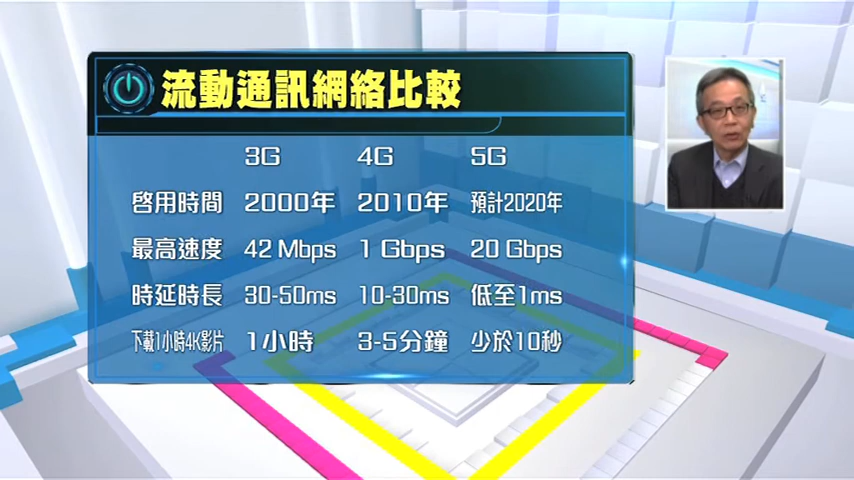 流動通訊網絡比較
3G 4G 5G
啓用時間 2000年 2010年 預計2020年
最高速度 42 Mbps 1 Gbps 20 Gbps
時延時長 30-50ms 10-30ms 低至1ms
下載1小時4K影片 1小時 3-5分鐘 少於10秒